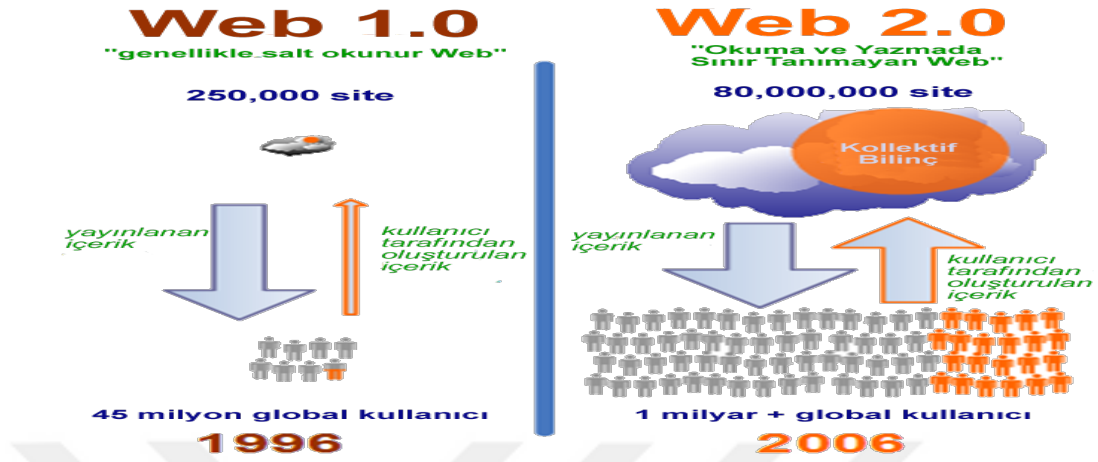 Web 1.0
"genellikle salt okunur Web"
250,000 site
yayınlanan
içerik
kullanıcı
tarafından
oluşturulan
içerik
45 milyon global kullanıcı
1996
Web 2.0
"Okuma ve Yazmada
Sınır Tanımayan Web"
80,000,000 site
Kollektif
Bilinç
yayınlanan
içerik
kullanıcı
tarafından
oluşturulan
içerik
1 milyar + global kullanıcı
2006